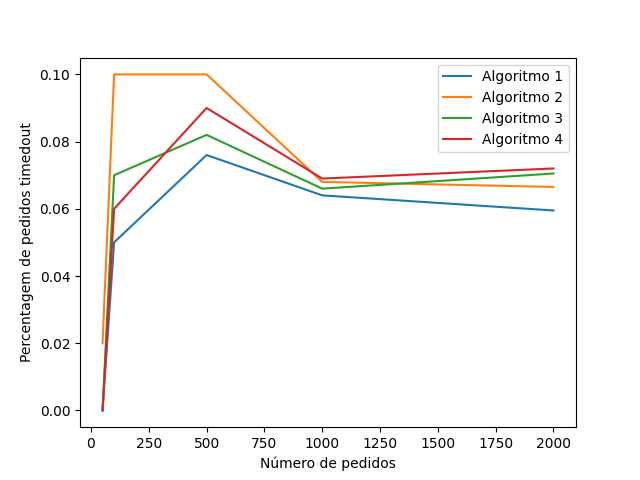 Algoritmo 1
Algoritmo 2
Algoritmo 3
Algoritmo 4
Percentagem de pedidos timedout
0.10
0.08
0.06
0.04
0.02
0.00
0 250 500 750 1000 1250 1500 1750 2000
Número de pedidos